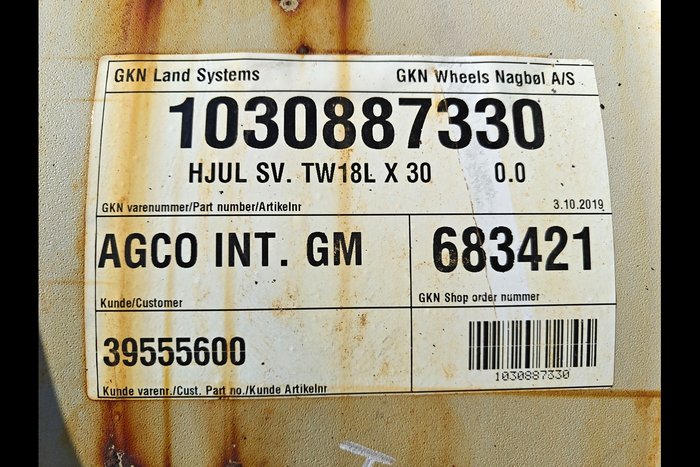 GKN Land Systems GKN Wheels Nagbøl A/S
1030887330
HJUL SV. TW18L X 30 0.0
GKN varenummer/Part number/Artikelnr 3.10.2019
AGCO INT. GM 683421
Kunde/Customer GKN Shop order nummer
39555600
1030887330
Kunde varenr./Cust. Part no./Kunde Artikelnr